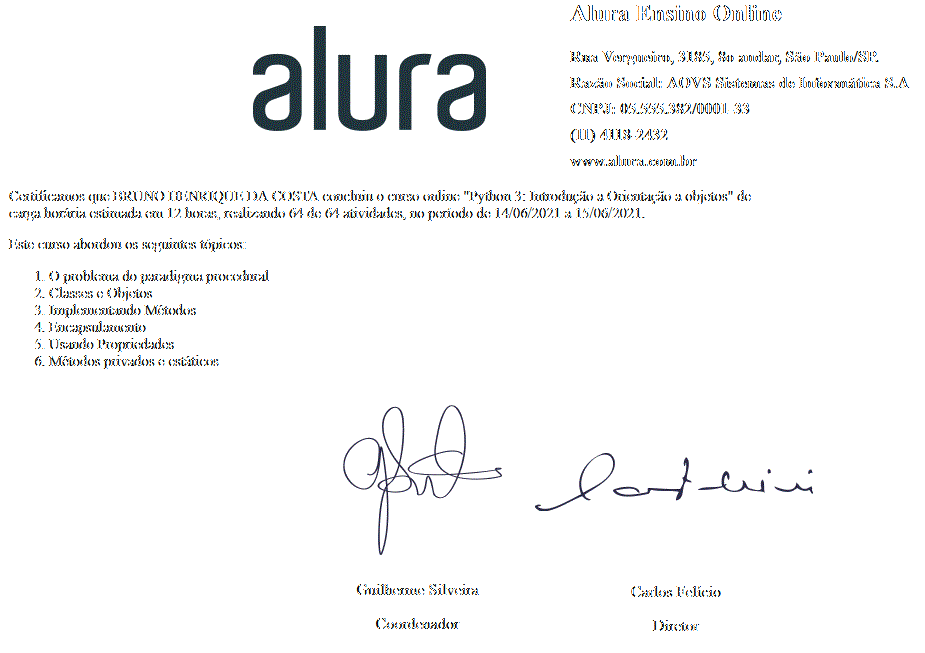 alura
Alura Ensino Online
Rua Vergueiro, 3185, 8o andar, São Paulo/SP.
Razão Social: AOVS Sistemas de Informática S.A
CNPJ: 05.555.382/0001-33
(11) 4118-2432
www.alura.com.br
Certificamos que BRUNO HENRIQUE DA COSTA concluiu o curso online "Python 3: Introdução a Orientação a objetos" de
carga horária estimada em 12 horas, realizando 64 de 64 atividades, no período de 14/06/2021 a 15/06/2021.
Este curso abordou os seguintes tópicos:
1. O problema do paradigma procedural
2. Classes e Objetos
3. Implementando Métodos
4. Encapsulamento
5. Usando Propriedades
6. Métodos privados e estáticos
Guilherme Silveira
Carlos Felício
Coordenador
Diretor